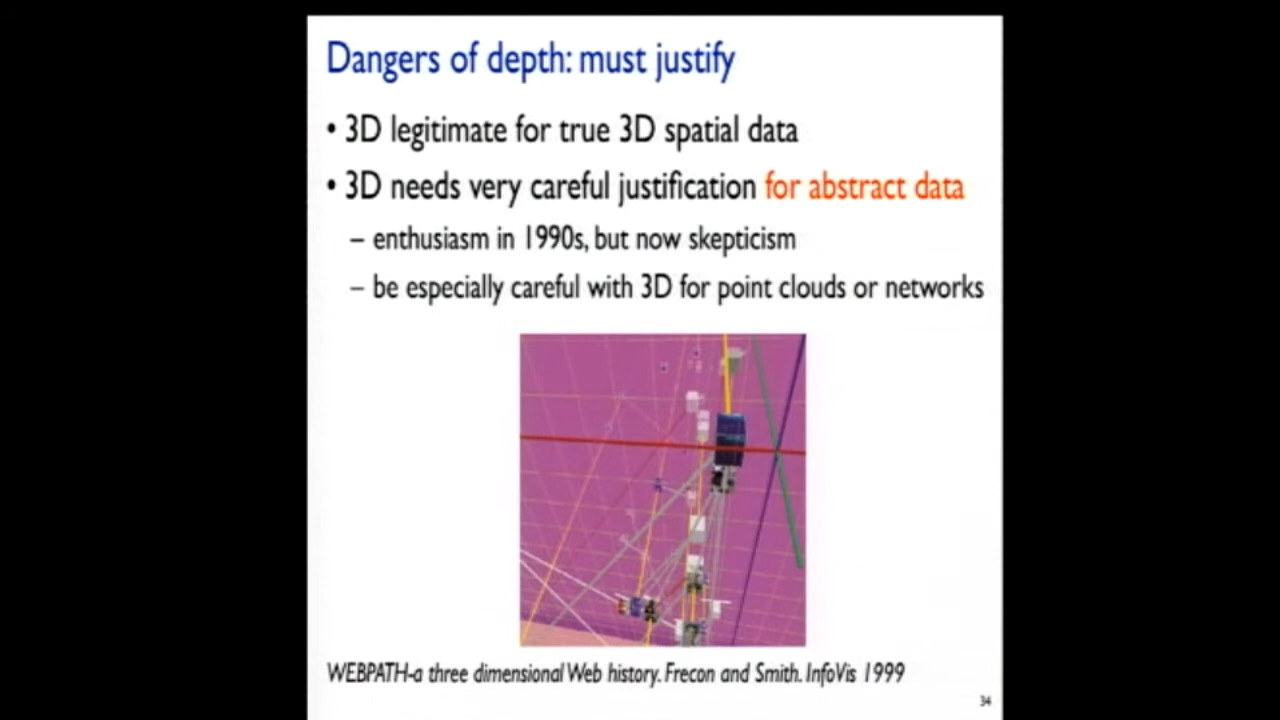 Dangers of depth: must justify
• 3D legitimate for true 3D spatial data
• 3D needs very careful justification for abstract data
– enthusiasm in 1990s, but now skepticism
– be especially careful with 3D for point clouds or networks
WEBPATH-a three dimensional Web history. Frecon and Smith. InfoVis 1999
34